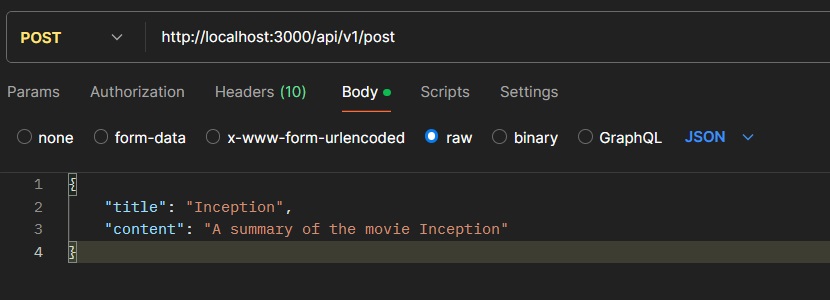 POST http://localhost:3000/api/v1/post
Params Authorization Headers (10) Body Scripts Settings
none form-data x-www-form-urlencoded raw binary GraphQL JSON
1 {
2 "title": "Inception",
3 "content": "A summary of the movie Inception"
4 }